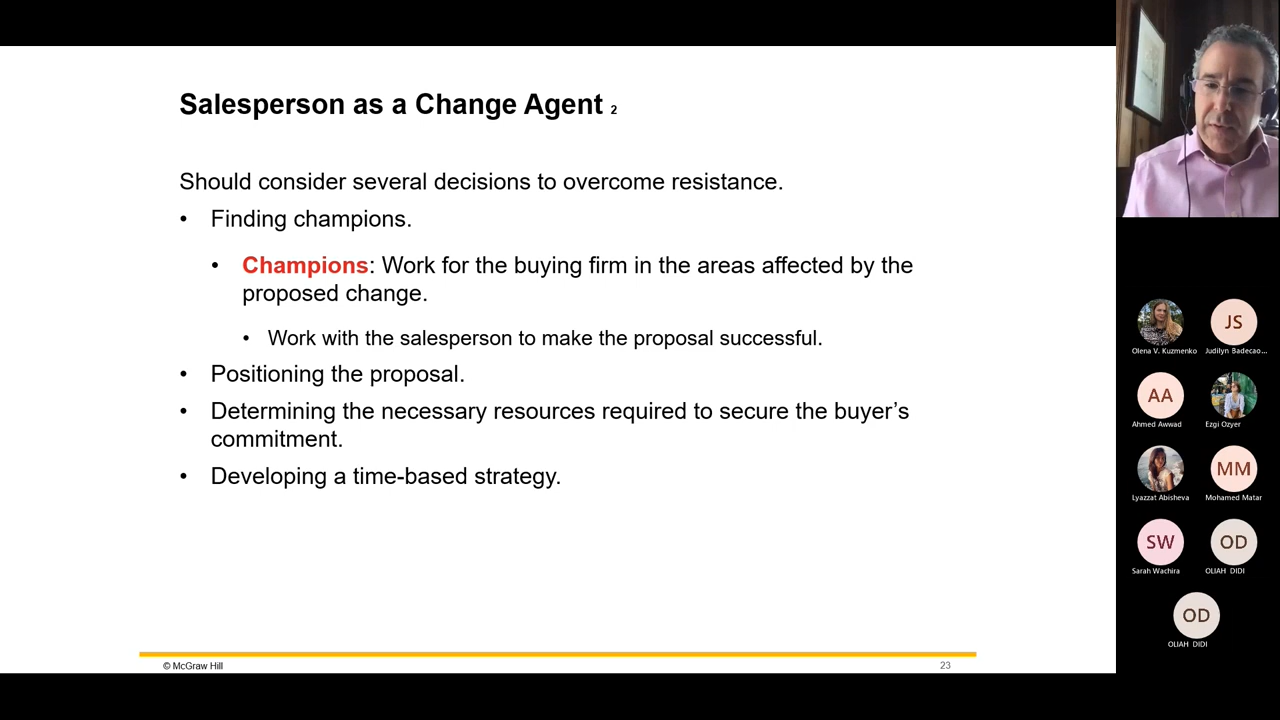 Salesperson as a Change Agent 2
Should consider several decisions to overcome resistance.
• Finding champions.
• Champions: Work for the buying firm in the areas affected by the
proposed change.
• Work with the salesperson to make the proposal successful.
• Positioning the proposal.
• Determining the necessary resources required to secure the buyer's
commitment.
• Developing a time-based strategy.
© McGraw Hill
23
Olena V. Kuzmenko
JS
Judilyn Badecao...
AA
Ahmed Awwad
Ezgi Ozyer
Lyazzat Abisheva
MM
Mohamed Matar
SW
Sarah Wachira
OD
OLIAH DIDI
OD
OLIAH DIDI